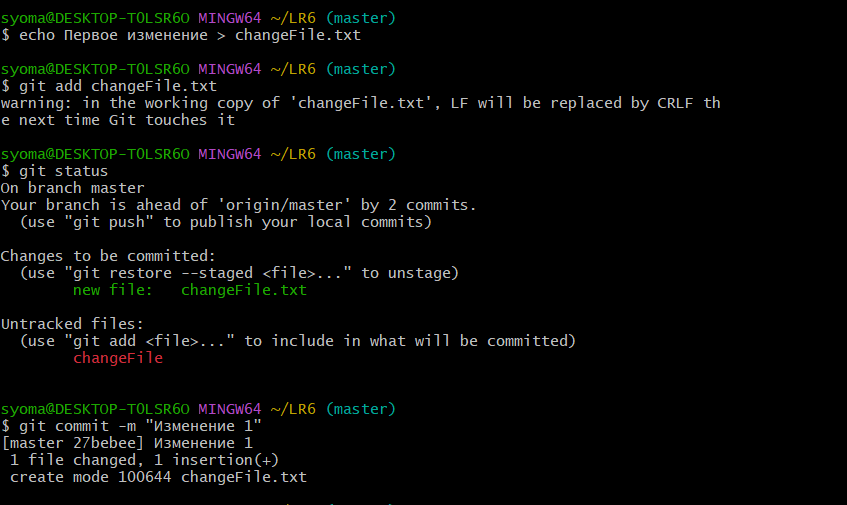 syoma@DESKTOP-T0LSR6O MINGW64 ~/LR6 (master)
$ echo Первое изменение > changeFile.txt
syoma@DESKTOP-T0LSR6O MINGW64 ~/LR6 (master)
$ git add changeFile.txt
warning: in the working copy of 'changeFile.txt', LF will be replaced by CRLF th
e next time Git touches it
syoma@DESKTOP-T0LSR6O MINGW64 ~/LR6 (master)
$ git status
On branch master
Your branch is ahead of 'origin/master' by 2 commits.
  (use "git push" to publish your local commits)
Changes to be committed:
  (use "git restore --staged <file>..." to unstage)
        new file:   changeFile.txt
Untracked files:
  (use "git add <file>..." to include in what will be committed)
        changeFile
syoma@DESKTOP-T0LSR6O MINGW64 ~/LR6 (master)
$ git commit -m "Изменение 1"
[master 27bebee] Изменение 1
 1 file changed, 1 insertion(+)
 create mode 100644 changeFile.txt